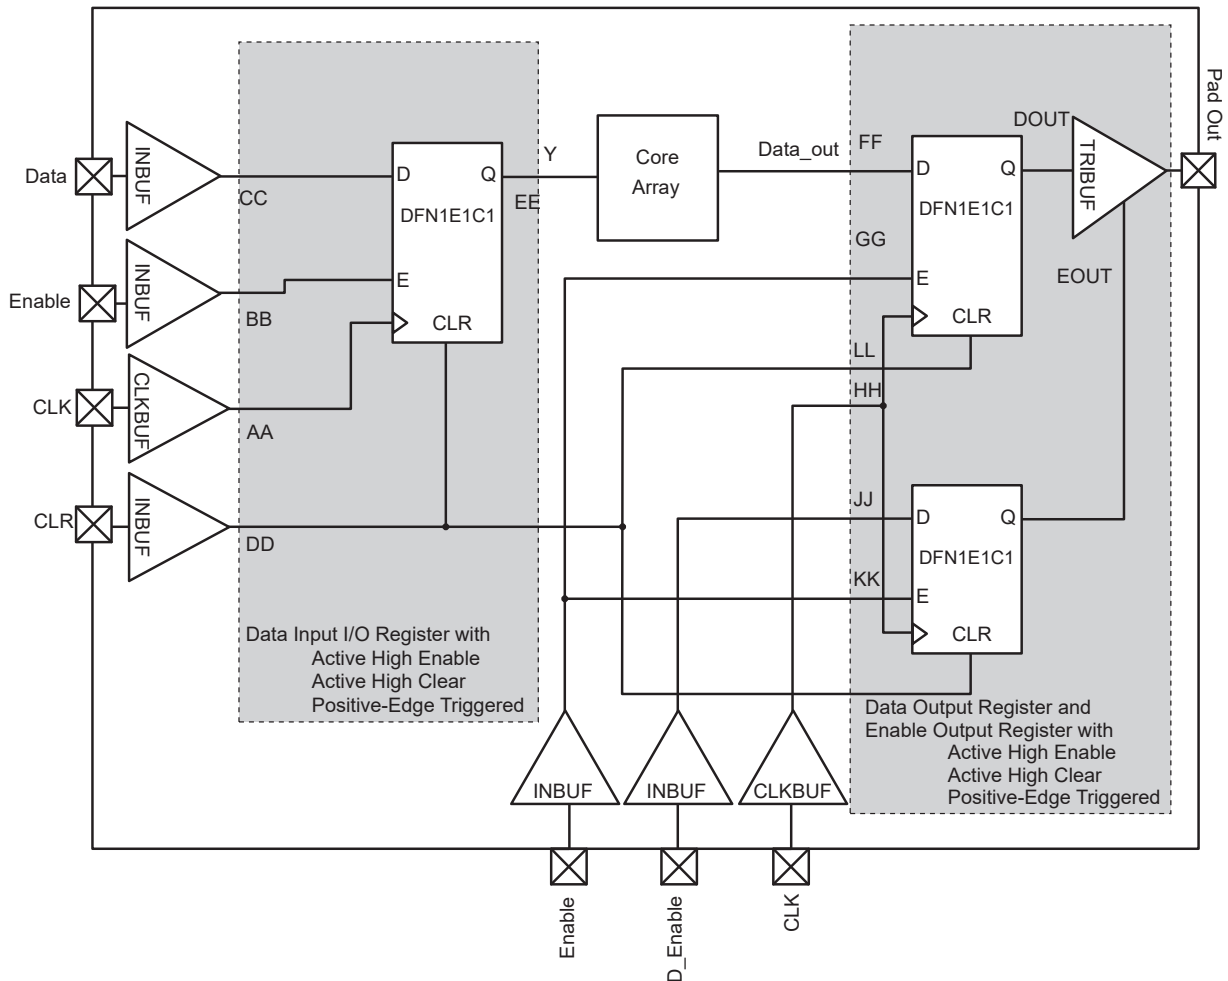 Pad Out
DOUT
Data
INBUF
CC
D
Q
DFN1E1C1
E
CLR
Y
EE
Core
Array
Data_out
FF
D
Q
DFN1E1C1
E
CLR
TRIBUF
GG
EOUT
Enable
INBUF
BB
CLK
CLKBUF
AA
LL
HH
CLR
INBUF
DD
JJ
D
Q
DFN1E1C1
KK
E
CLR
Data Input I/O Register with
Active High Enable
Active High Clear
Positive-Edge Triggered
Data Output Register and
Enable Output Register with
Active High Enable
Active High Clear
Positive-Edge Triggered
INBUF
INBUF
CLKBUF
Enable
D_Enable
CLK